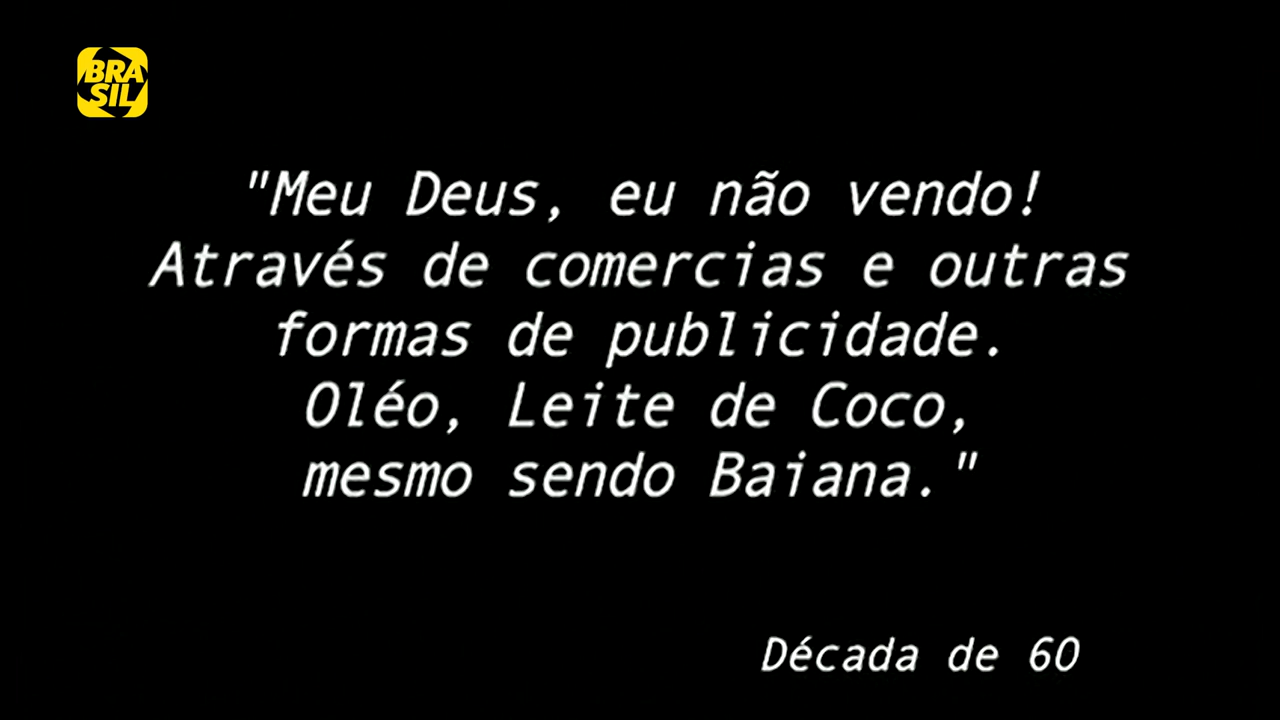 BRA
SIL
"Meu Deus, eu não vendo!
Através de comercias e outras
formas de publicidade.
Oléo, Leite de Coco,
mesmo sendo Baiana."
Década de 60